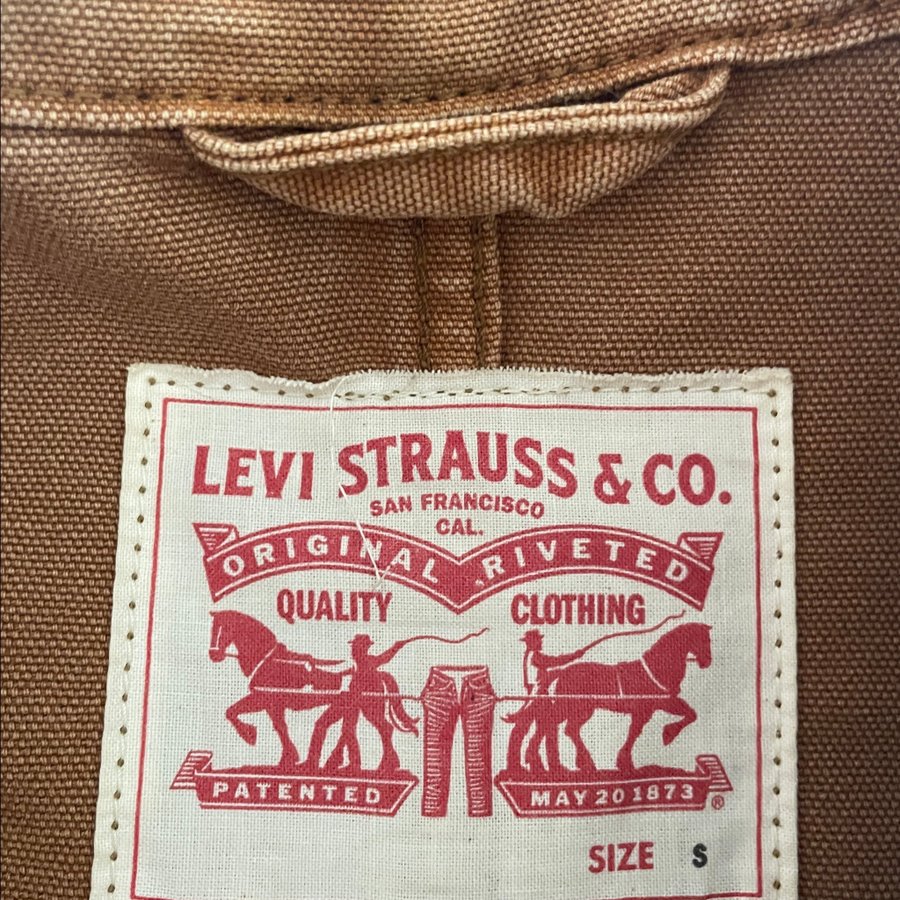 LEVI STRAUSS & CO.
SAN FRANCISCO
CAL.
ORIGINAL RIVETED
QUALITY CLOTHING
PATENTED MAY 20 1873 ®
SIZE S